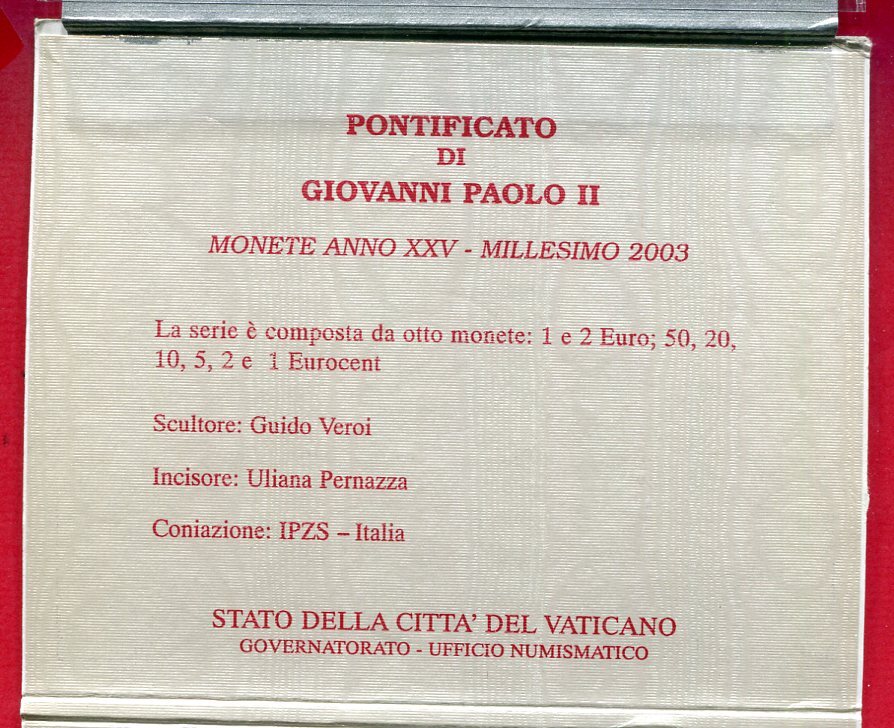 PONTIFICATO
DI
GIOVANNI PAOLO II
MONETE ANNO XXV - MILLESIMO 2003
La serie è composta da otto monete: 1 e 2 Euro; 50, 20,
10, 5, 2 e 1 Eurocent
Scultore: Guido Veroi
Incisore: Uliana Pernazza
Coniazione: IPZS – Italia
STATO DELLA CITTA' DEL VATICANO
GOVERNATORATO - UFFICIO NUMISMATICO